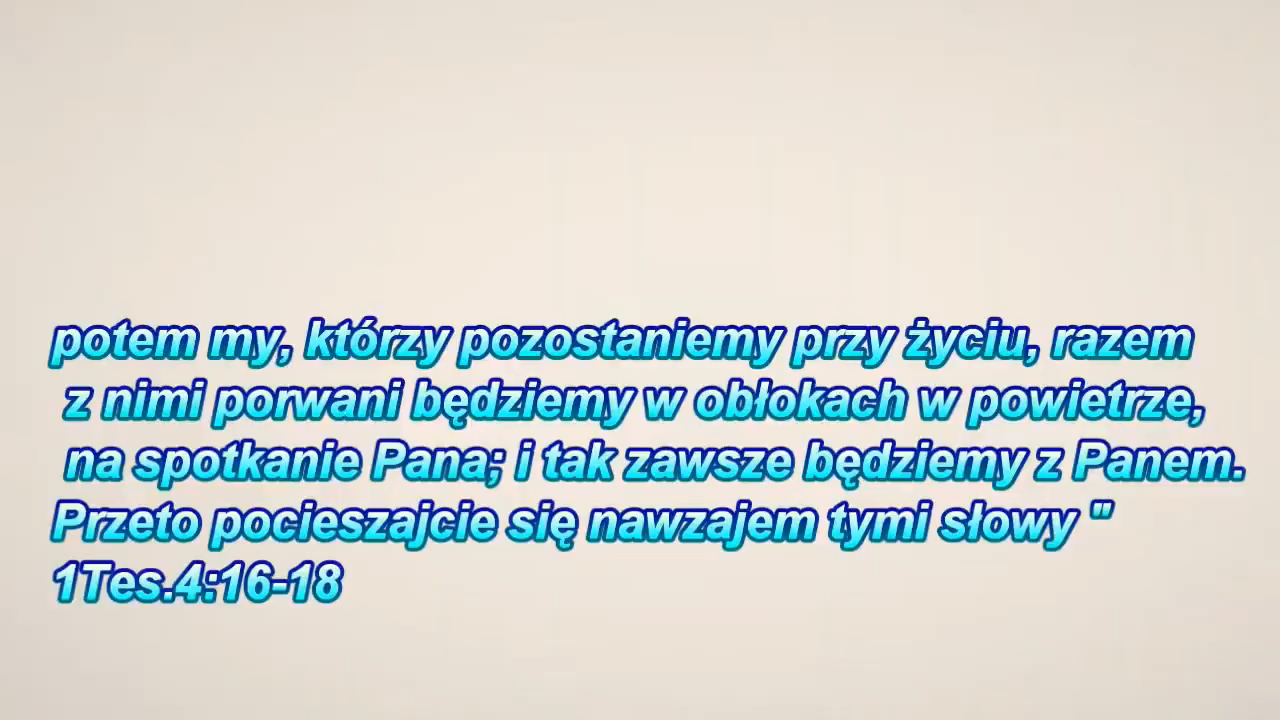 potem my, którzy pozostaniemy przy życiu, razem
z nimi porwani będziemy w obłokach w powietrze,
na spotkanie Pana; i tak zawsze będziemy z Panem.
Przeto pocieszajcie się nawzajem tymi słowy "
1Tes.4:16-18